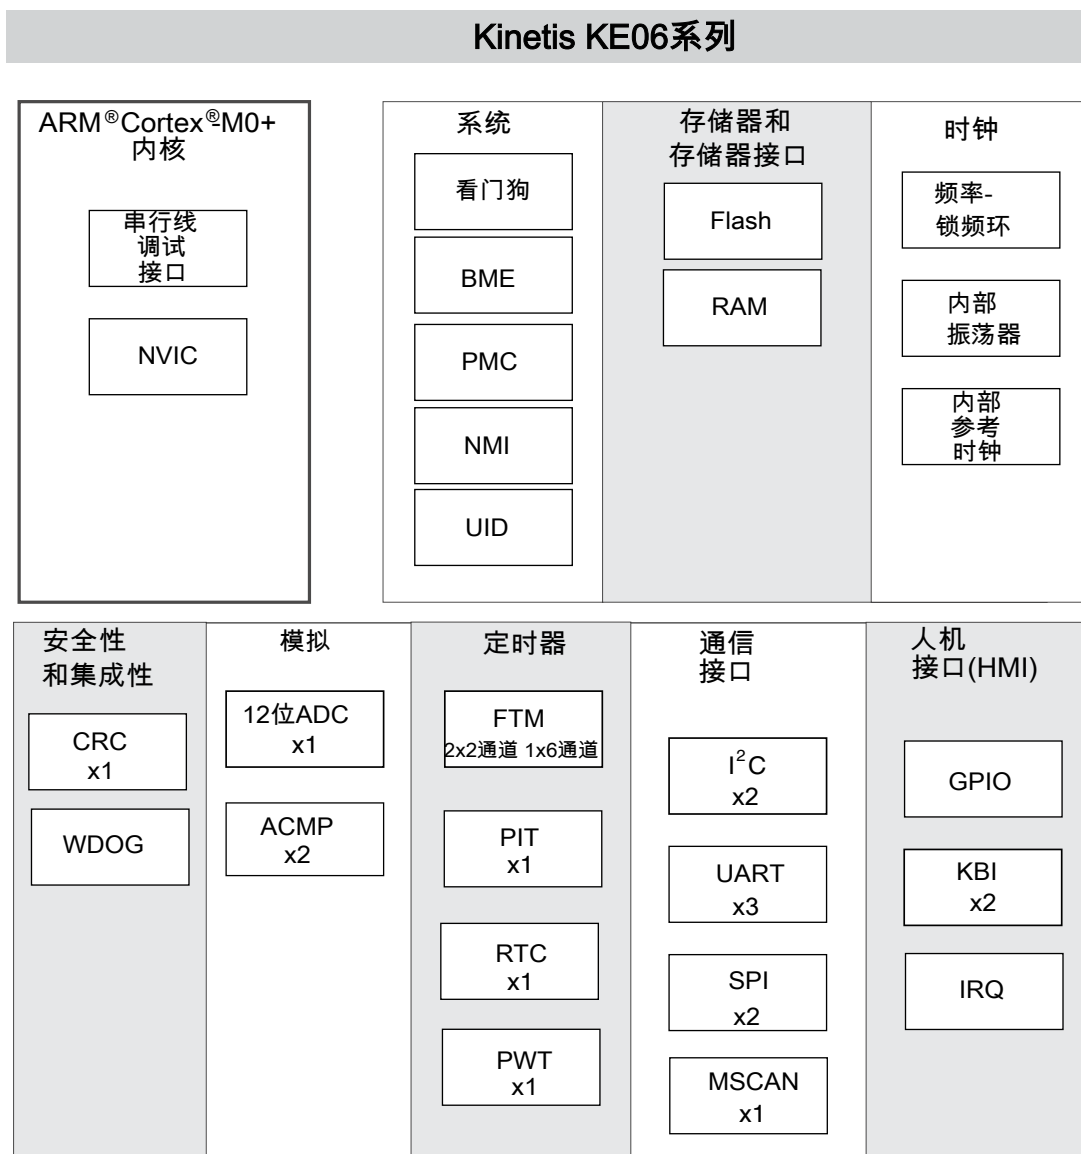 Kinetis KE06系列
ARM®Cortex®-M0+
内核
串行线
调试
接口
NVIC
系统
看门狗
BME
PMC
NMI
UID
存储器和
存储器接口
Flash
RAM
时钟
频率-
锁频环
内部
振荡器
内部
参考
时钟
安全性
和集成性
CRC
x1
WDOG
模拟
12位ADC
x1
ACMP
x2
定时器
FTM
2x2通道 1x6通道
PIT
x1
RTC
x1
PWT
x1
通信
接口
I²C
x2
UART
x3
SPI
x2
MSCAN
x1
人机
接口(HMI)
GPIO
KBI
x2
IRQ